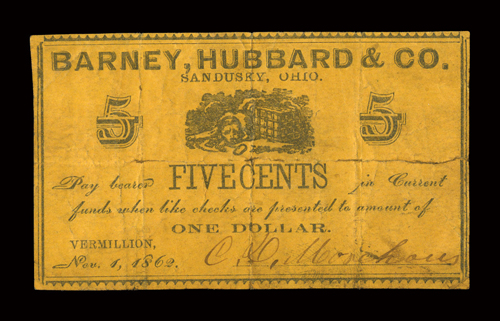 BARNEY, HUBBARD & CO.
SANDUSKY, OHIO.
5 5
Pay bearer FIVE CENTS in Current
funds when like checks are presented to amount of
ONE DOLLAR.
VERMILLION,
Nov. 1, 1862. C. L. Morehous